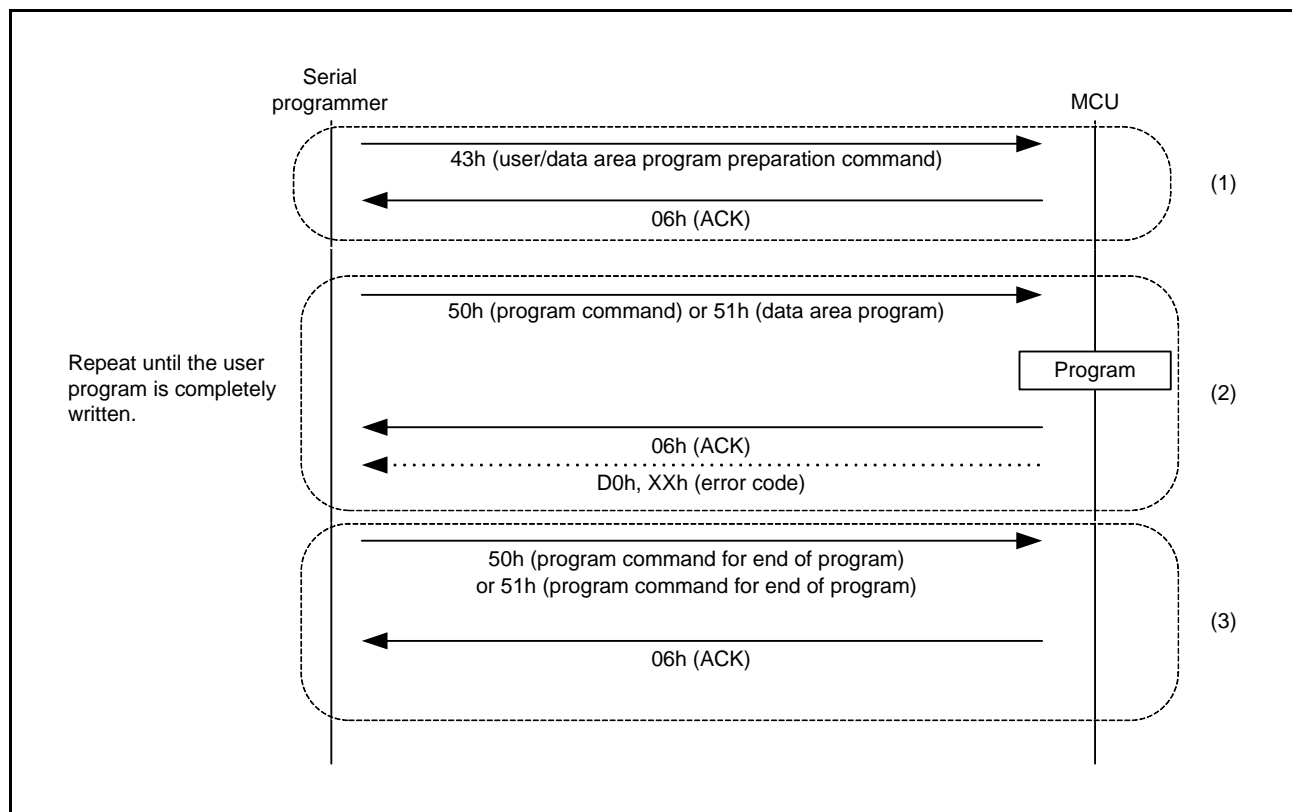 Serial
programmer
MCU
43h (user/data area program preparation command)
(1)
06h (ACK)
50h (program command) or 51h (data area program)
Repeat until the user
program is completely
written.
Program
(2)
06h (ACK)
D0h, XXh (error code)
50h (program command for end of program)
or 51h (program command for end of program)
(3)
06h (ACK)